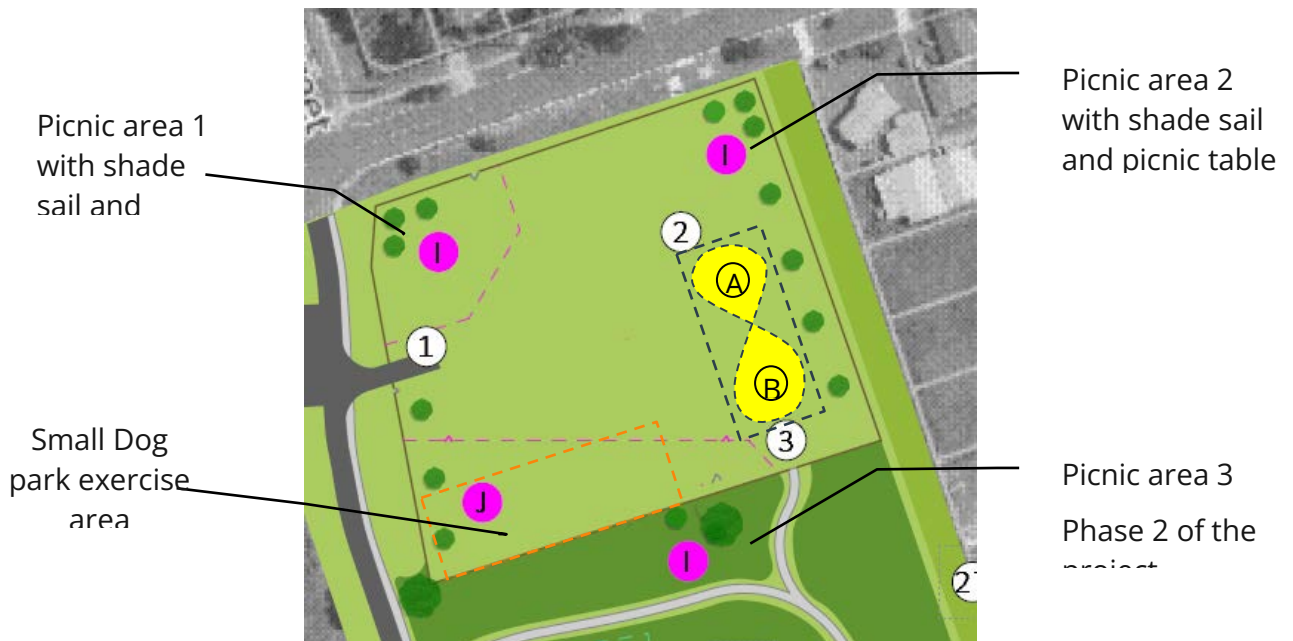 Picnic area 1
with shade
sail and
Picnic area 2
with shade sail
and picnic table
I
I
2
A
1
B
3
Small Dog
park exercise
area
J
I
Picnic area 3
Phase 2 of the
project